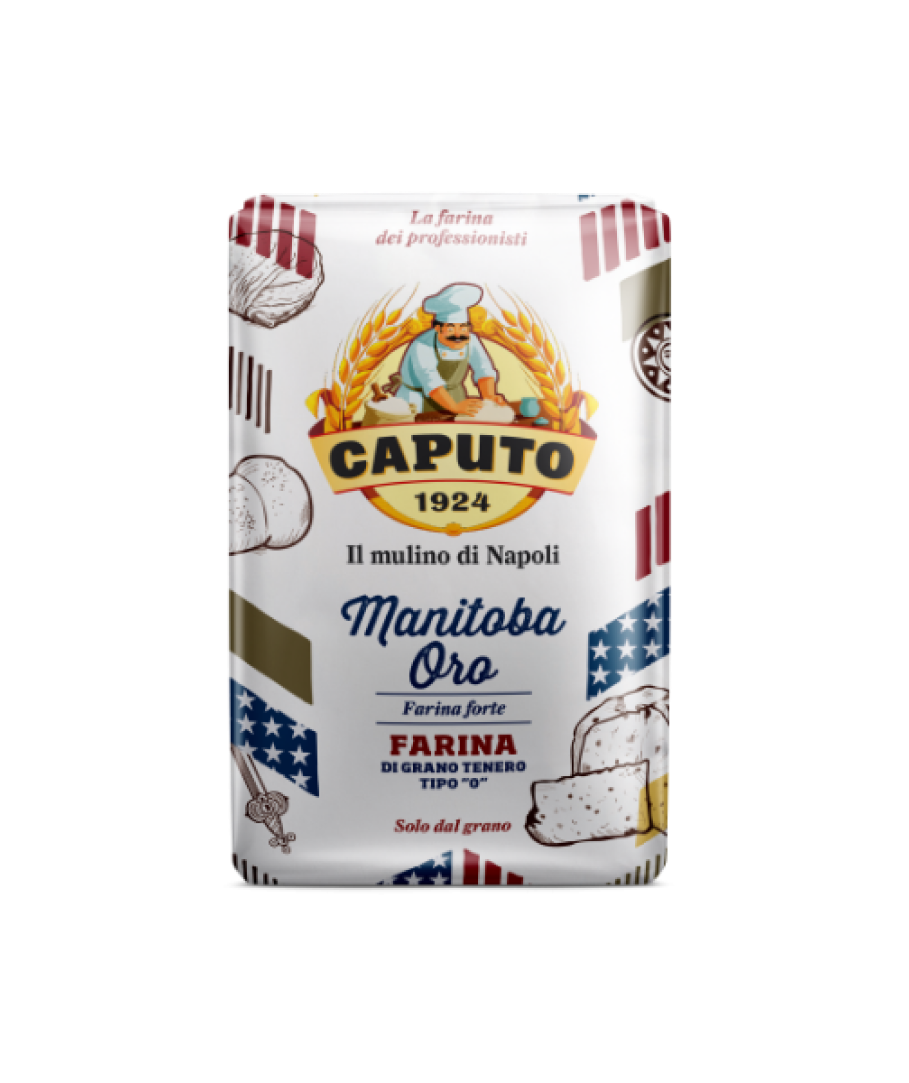 La farina
dei professionisti
CAPUTO
1924
Il mulino di Napoli
Manitoba
Oro
Farina forte
FARINA
DI GRANO TENERO
TIPO "0"
Solo dal grano